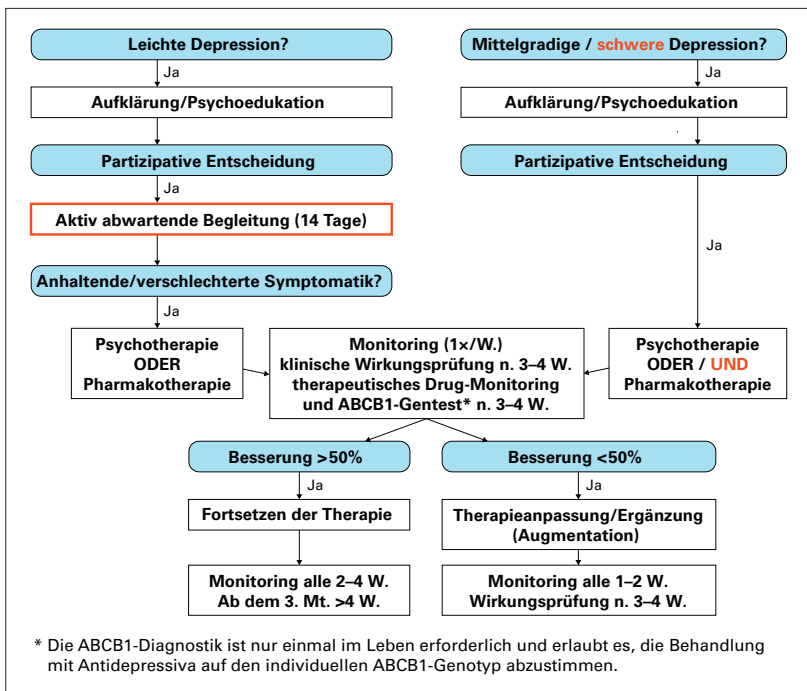 Leichte Depression?
Ja
Aufklärung/Psychoedukation
Partizipative Entscheidung
Ja
Aktiv abwartende Begleitung (14 Tage)
Anhaltende/verschlechterte Symptomatik?
Ja
Psychotherapie
ODER
Pharmakotherapie
Mittelgradige / schwere Depression?
Ja
Aufklärung/Psychoedukation
Partizipative Entscheidung
Ja
Psychotherapie
ODER / UND
Pharmakotherapie
Monitoring (1×/W.)
klinische Wirkungsprüfung n. 3–4 W.
therapeutisches Drug-Monitoring
und ABCB1-Gentest* n. 3–4 W.
Besserung >50%
Ja
Fortsetzen der Therapie
Monitoring alle 2–4 W.
Ab dem 3. Mt. >4 W.
Besserung <50%
Ja
Therapieanpassung/Ergänzung
(Augmentation)
Monitoring alle 1–2 W.
Wirkungsprüfung n. 3–4 W.
* Die ABCB1-Diagnostik ist nur einmal im Leben erforderlich und erlaubt es, die Behandlung
mit Antidepressiva auf den individuellen ABCB1-Genotyp abzustimmen.